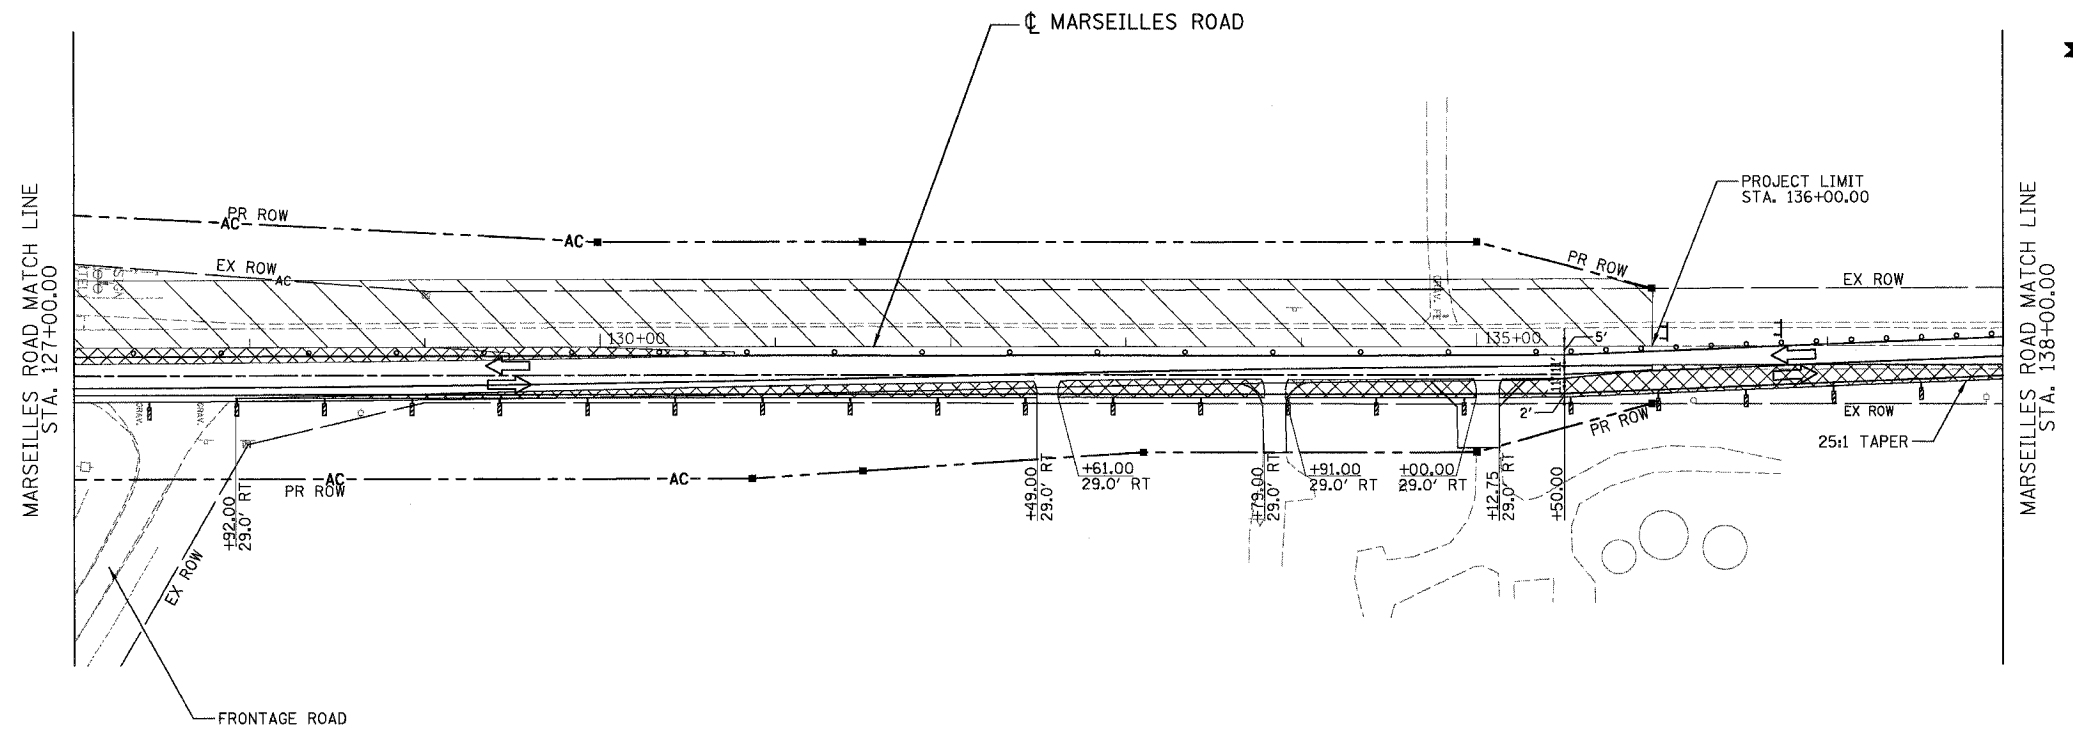 ℄ MARSEILLES ROAD
MARSEILLES ROAD MATCH LINE
STA. 127+00.00
MARSEILLES ROAD MATCH LINE
STA. 138+00.00
PROJECT LIMIT
STA. 136+00.00
PR ROW
AC
AC
PR ROW
EX ROW
AC
EX ROW
130+00
135+00
5'
11'
2'
EX ROW
PR ROW
25:1 TAPER
AC
AC
PR ROW
+92.00
29.0' RT
+49.00
29.0' RT
+61.00
29.0' RT
+79.00
29.0' RT
+91.00
29.0' RT
+00.00
29.0' RT
+12.75
29.0' RT
+50.00
EX ROW
FRONTAGE ROAD